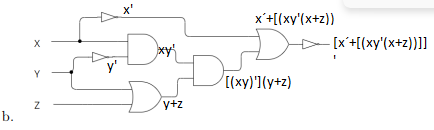 x'
x´+[(xy'(x+z))
X
xy'
[x´+[(xy'(x+z))]]
'
Y
y'
[(xy)'](y+z)
Z
y+z
b.